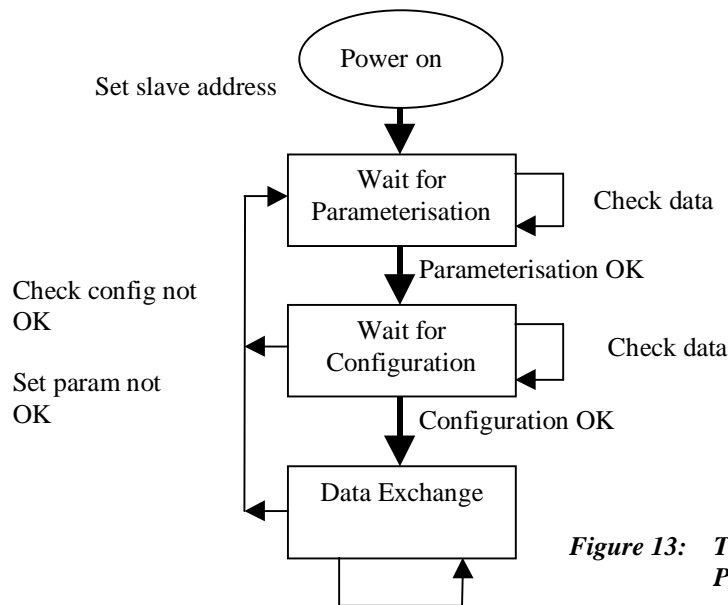 Power on
Set slave address
Wait for
Parameterisation
Check data
Parameterisation OK
Check config not
OK
Wait for
Configuration
Check data
Set param not
OK
Configuration OK
Data Exchange
Figure 13: T
P